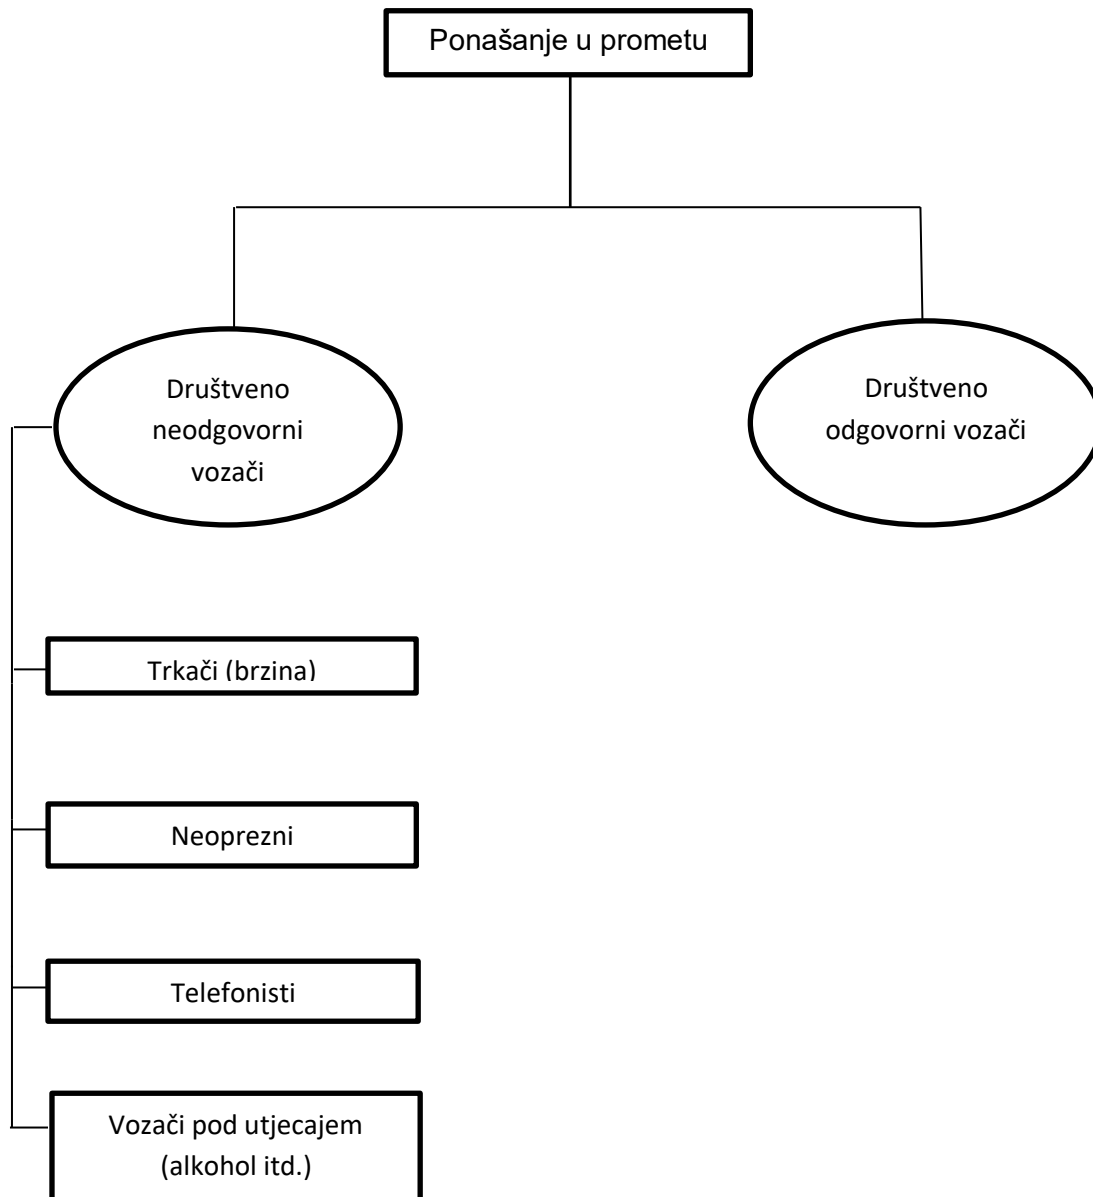 Ponašanje u prometu
Društveno
neodgovorni
vozači
Društveno
odgovorni vozači
Trkači (brzina)
Neoprezni
Telefonisti
Vozači pod utjecajem
(alkohol itd.)